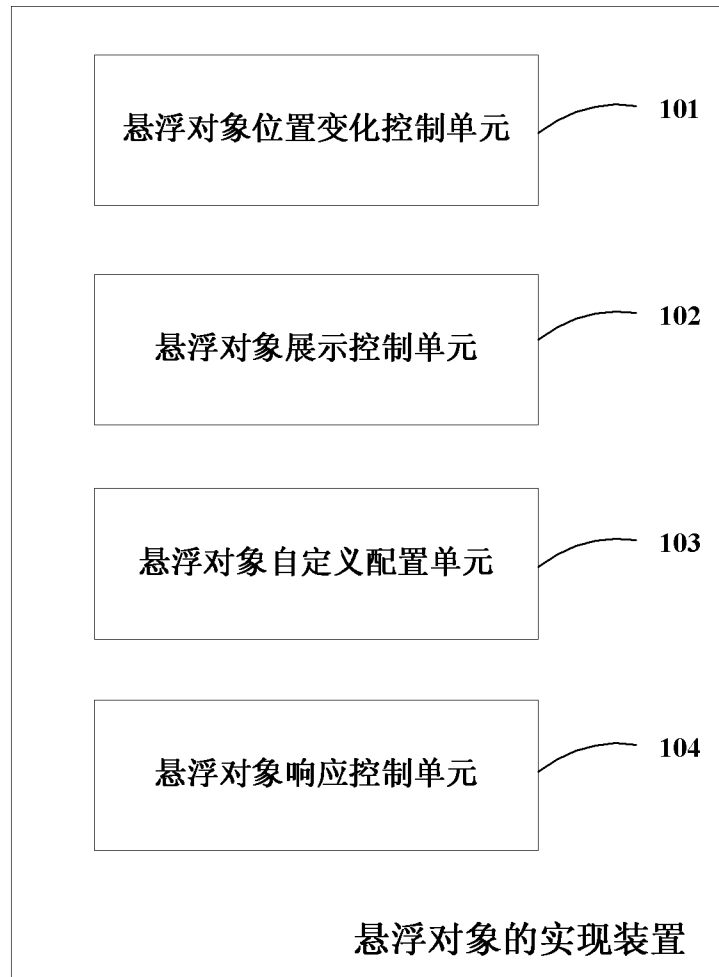 悬浮对象位置变化控制单元
101
悬浮对象展示控制单元
102
悬浮对象自定义配置单元
103
悬浮对象响应控制单元
104
悬浮对象的实现装置